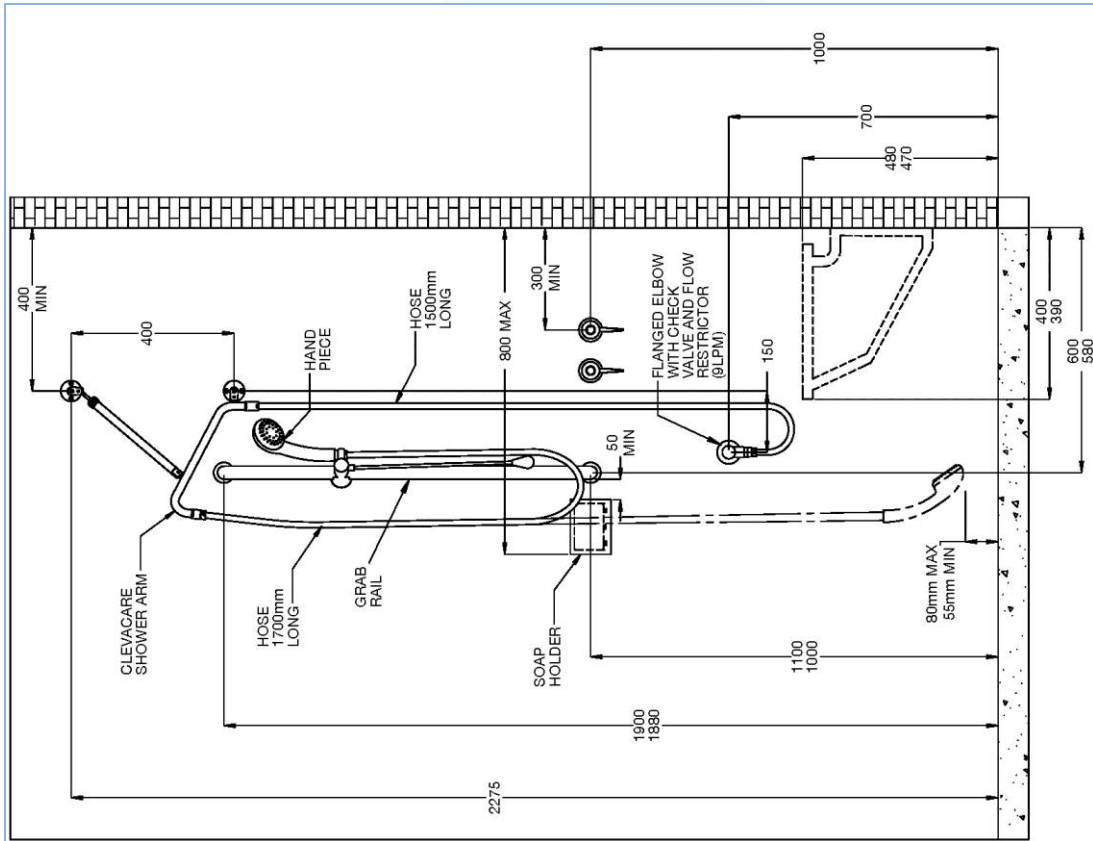 400
MIN
400
CLEVACARE
SHOWER ARM
HAND
PIECE
HOSE
1500mm
LONG
HOSE
1700mm
LONG
GRAB
RAIL
SOAP
HOLDER
800 MAX
300
MIN
FLANGED ELBOW
WITH CHECK
VALVE AND FLOW
RESTRICTOR
(9LPM)
150
50
MIN
1000
700
480
470
400
390
600
580
80mm MAX
55mm MIN
1100
1000
1900
1880
2275